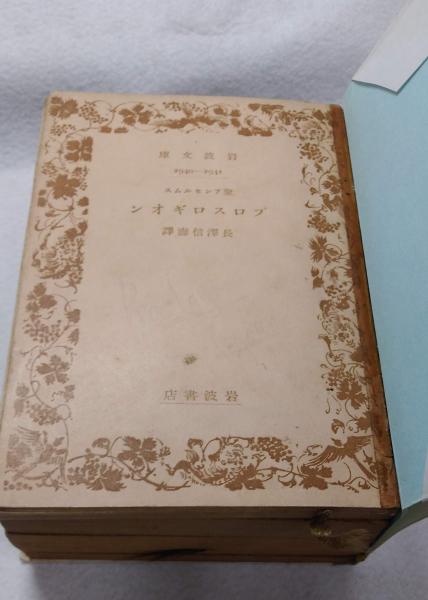 岩波文庫
聖アンセルムス
プロスロギオン
長澤信壽譯
岩波書店